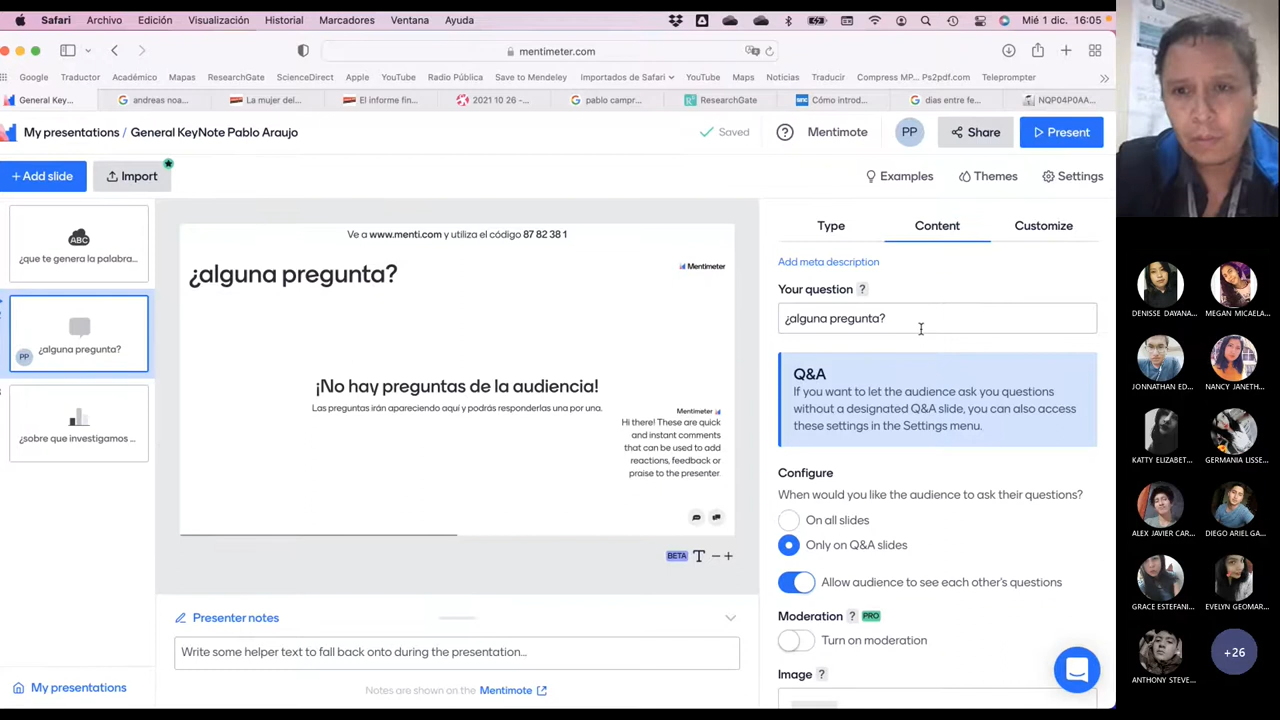 Safari Archivo Edición Visualización Historial Marcadores Ventana Ayuda Mié 1 dic. 16:05
mentimeter.com
Google Traductor Académico Mapas ResearchGate ScienceDirect Apple YouTube Radio Pública Save to Mendeley Importados de Safari YouTube Maps Noticias Traducir Compress MP... Ps2pdf.com Teleprompter
General Key... andreas noa... La mujer del... El informe fin... 2021 10 26 -... pablo campr... ResearchGate Cómo introd... dias entre fe... NQP04P0AA...
My presentations / General KeyNote Pablo Araujo Saved ? Mentimote PP Share Present
+ Add slide Import Examples Themes Settings
ABC
¿que te genera la palabra...
PP
¿alguna pregunta?
¿sobre que investigamos ...
My presentations
Ve a www.menti.com y utiliza el código 87 82 38 1
¿alguna pregunta?
Mentimeter
¡No hay preguntas de la audiencia!
Las preguntas irán apareciendo aquí y podrás responderlas una por una.
Mentimeter
Hi there! These are quick
and instant comments
that can be used to add
reactions, feedback or
praise to the presenter.
BETA T − +
Presenter notes
Write some helper text to fall back onto during the presentation...
Notes are shown on the Mentimote
Type Content Customize
Add meta description
Your question ?
¿alguna pregunta?
Q&A
If you want to let the audience ask you questions
without a designated Q&A slide, you can also access
these settings in the Settings menu.
Configure
When would you like the audience to ask their questions?
On all slides
Only on Q&A slides
Allow audience to see each other's questions
Moderation ? PRO
Turn on moderation
Image ?
DENISSE DAYANA... MEGAN MICAELA...
JONNATHAN ED... NANCY JANETH...
KATTY ELIZABET... GERMANIA LISSE...
ALEX JAVIER CAR... DIEGO ARIEL GA...
GRACE ESTEFANI... EVELYN GEOMAR...
ANTHONY STEVE... +26